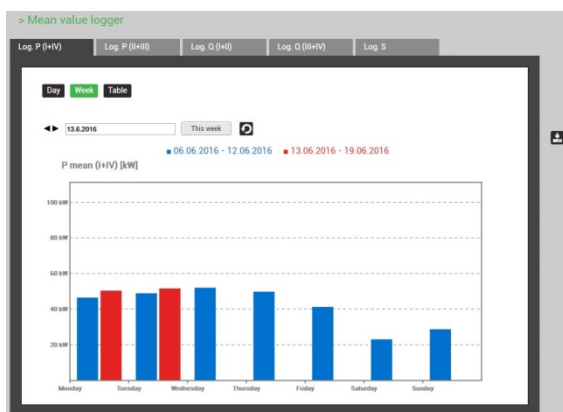 > Mean value logger
Log. P (I+IV) Log. P (II+III) Log. Q (I+II) Log. Q (III+IV) Log. S
Day Week Table
13.6.2016 This week
06.06.2016 - 12.06.2016 13.06.2016 - 19.06.2016
P mean (I+IV) [kW]
100 kW
80 kW
60 kW
40 kW
20 kW
Monday Tuesday Wednesday Thursday Friday Saturday Sunday